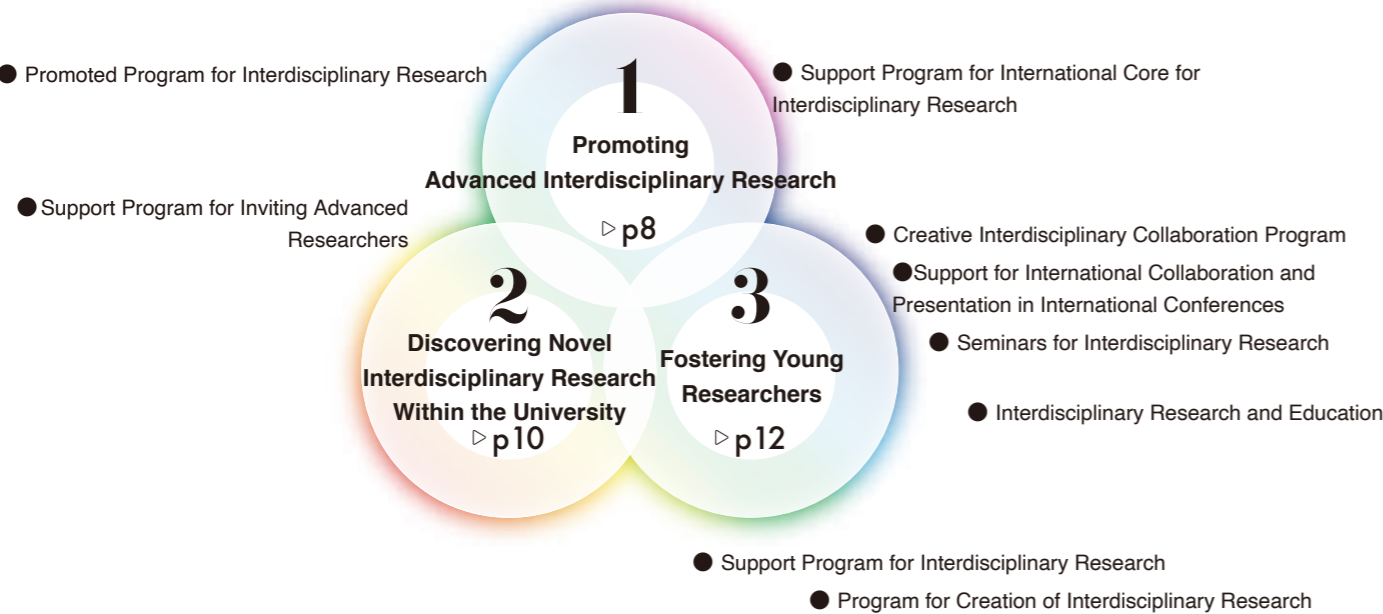 ● Promoted Program for Interdisciplinary Research
● Support Program for International Core for
Interdisciplinary Research
1
Promoting
Advanced Interdisciplinary Research
▷ p8
● Support Program for Inviting Advanced
Researchers
2
Discovering Novel
Interdisciplinary Research
Within the University
▷ p10
3
Fostering Young
Researchers
▷ p12
● Creative Interdisciplinary Collaboration Program
● Support for International Collaboration and
Presentation in International Conferences
● Seminars for Interdisciplinary Research
● Interdisciplinary Research and Education
● Support Program for Interdisciplinary Research
● Program for Creation of Interdisciplinary Research